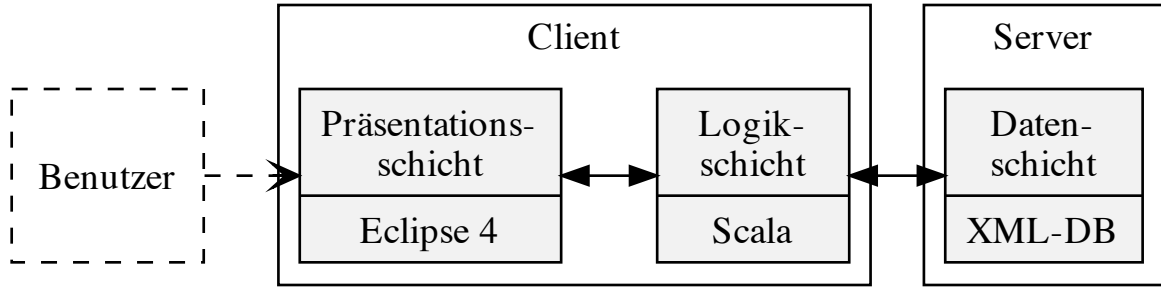 Client
Server
Benutzer
Präsentations-
schicht
Eclipse 4
Logik-
schicht
Scala
Daten-
schicht
XML-DB